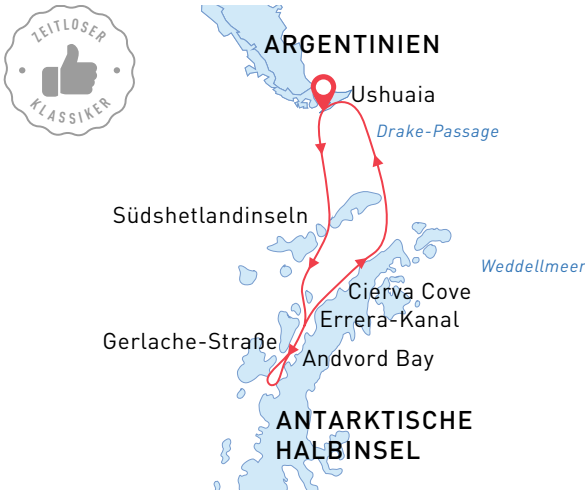 ZEITLOSER
KLASSIKER
ARGENTINIEN
Ushuaia
Drake-Passage
Südshetlandinseln
Weddellmeer
Cierva Cove
Errera-Kanal
Gerlache-Straße
Andvord Bay
ANTARKTISCHE
HALBINSEL